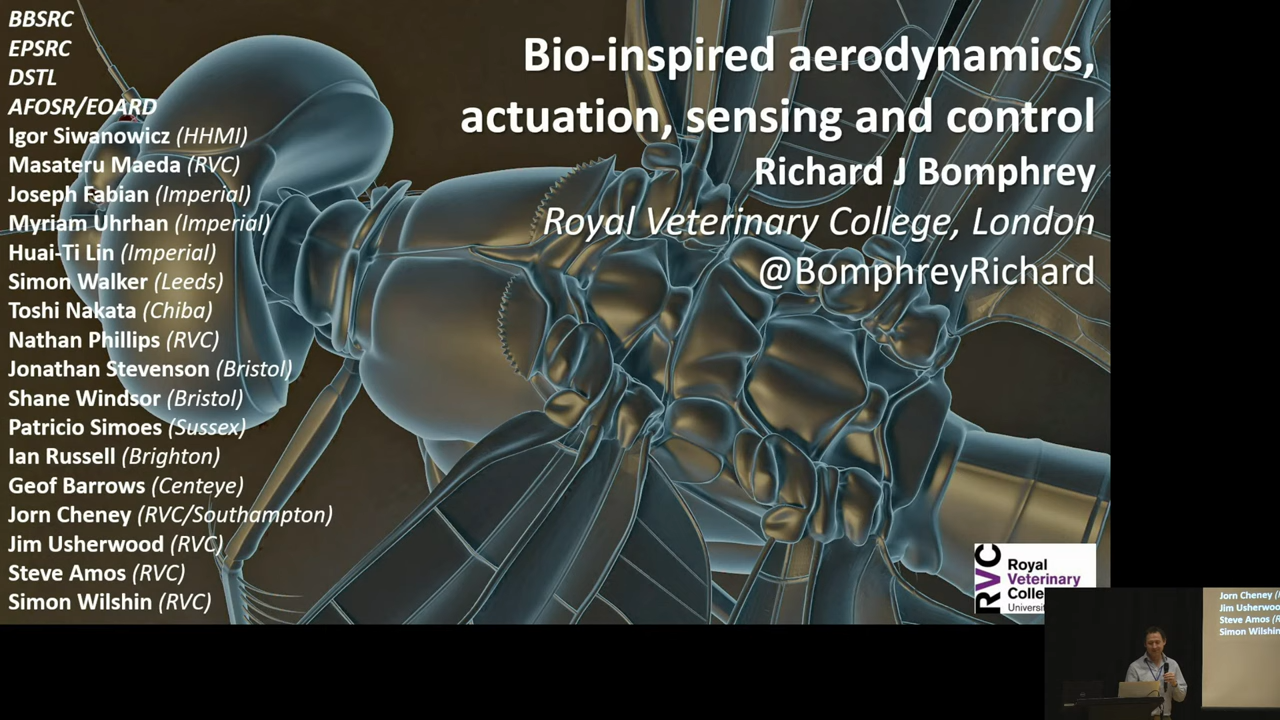 BBSRC
EPSRC
DSTL
AFOSR/EOARD
Igor Siwanowicz (HHMI)
Masateru Maeda (RVC)
Joseph Fabian (Imperial)
Myriam Uhrhan (Imperial)
Huai-Ti Lin (Imperial)
Simon Walker (Leeds)
Toshi Nakata (Chiba)
Nathan Phillips (RVC)
Jonathan Stevenson (Bristol)
Shane Windsor (Bristol)
Patricio Simoes (Sussex)
Ian Russell (Brighton)
Geof Barrows (Centeye)
Jorn Cheney (RVC/Southampton)
Jim Usherwood (RVC)
Steve Amos (RVC)
Simon Wilshin (RVC)
Bio-inspired aerodynamics,
actuation, sensing and control
Richard J Bomphrey
Royal Veterinary College, London
@BomphreyRichard
RVC
Royal
Veterinary
Jorn Cheney
Jim Usherwoo
Steve Amos
Simon Wilshin